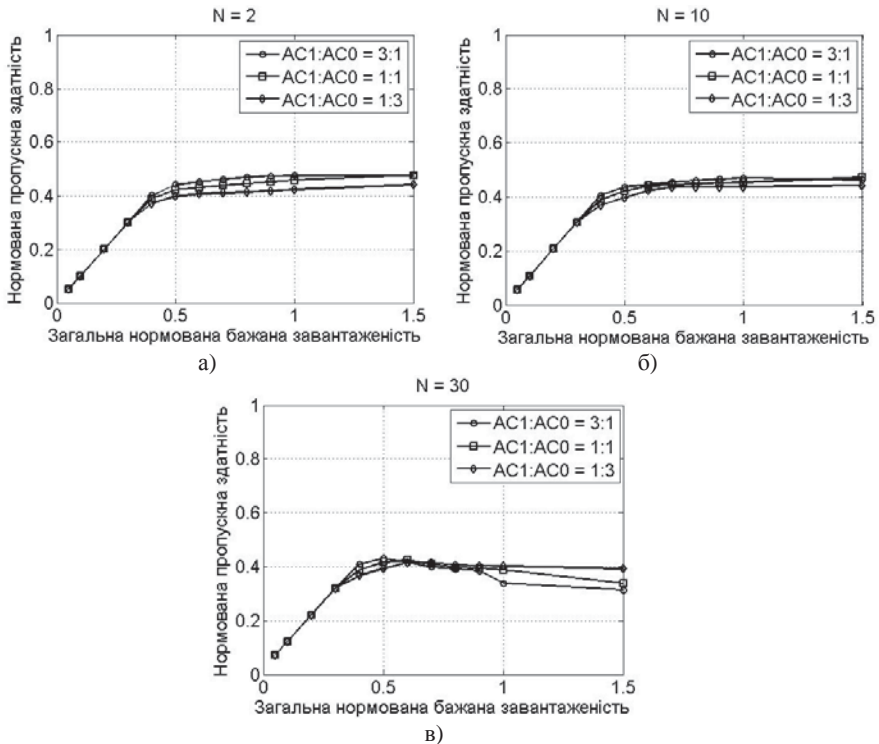 N = 2
Нормована пропускна здатність
1
0.8
0.6
0.4
0.2
0
AC1:AC0 = 3:1
AC1:AC0 = 1:1
AC1:AC0 = 1:3
0 0.5 1 1.5
Загальна нормована бажана завантаженість
а)
N = 10
Нормована пропускна здатність
1
0.8
0.6
0.4
0.2
0
AC1:AC0 = 3:1
AC1:AC0 = 1:1
AC1:AC0 = 1:3
0 0.5 1 1.5
Загальна нормована бажана завантаженість
б)
N = 30
Нормована пропускна здатність
1
0.8
0.6
0.4
0.2
0
AC1:AC0 = 3:1
AC1:AC0 = 1:1
AC1:AC0 = 1:3
0 0.5 1 1.5
Загальна нормована бажана завантаженість
в)